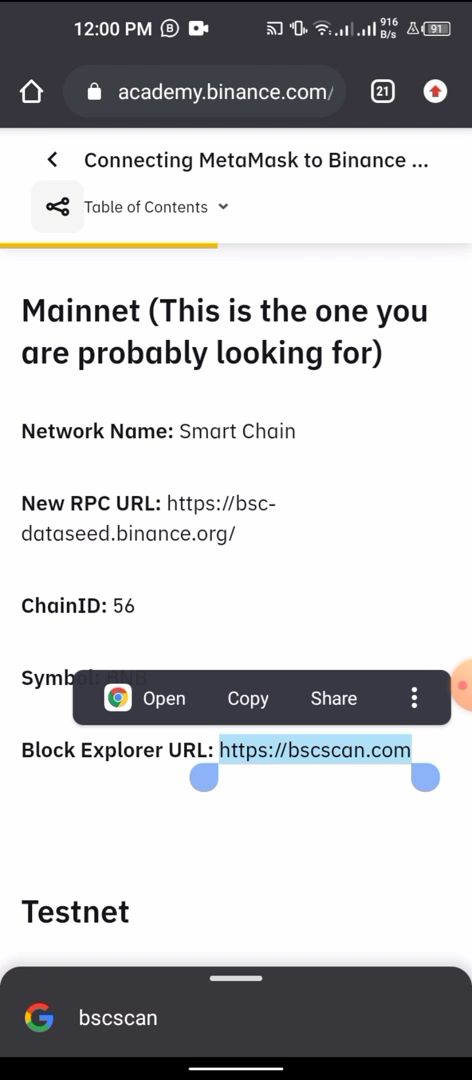 12:00 PM
916 B/s
91
academy.binance.com/
21
Connecting MetaMask to Binance ...
Table of Contents
Mainnet (This is the one you
are probably looking for)
Network Name: Smart Chain
New RPC URL: https://bsc-
dataseed.binance.org/
ChainID: 56
Symbol: BNB
Open Copy Share
Block Explorer URL: https://bscscan.com
Testnet
bscscan